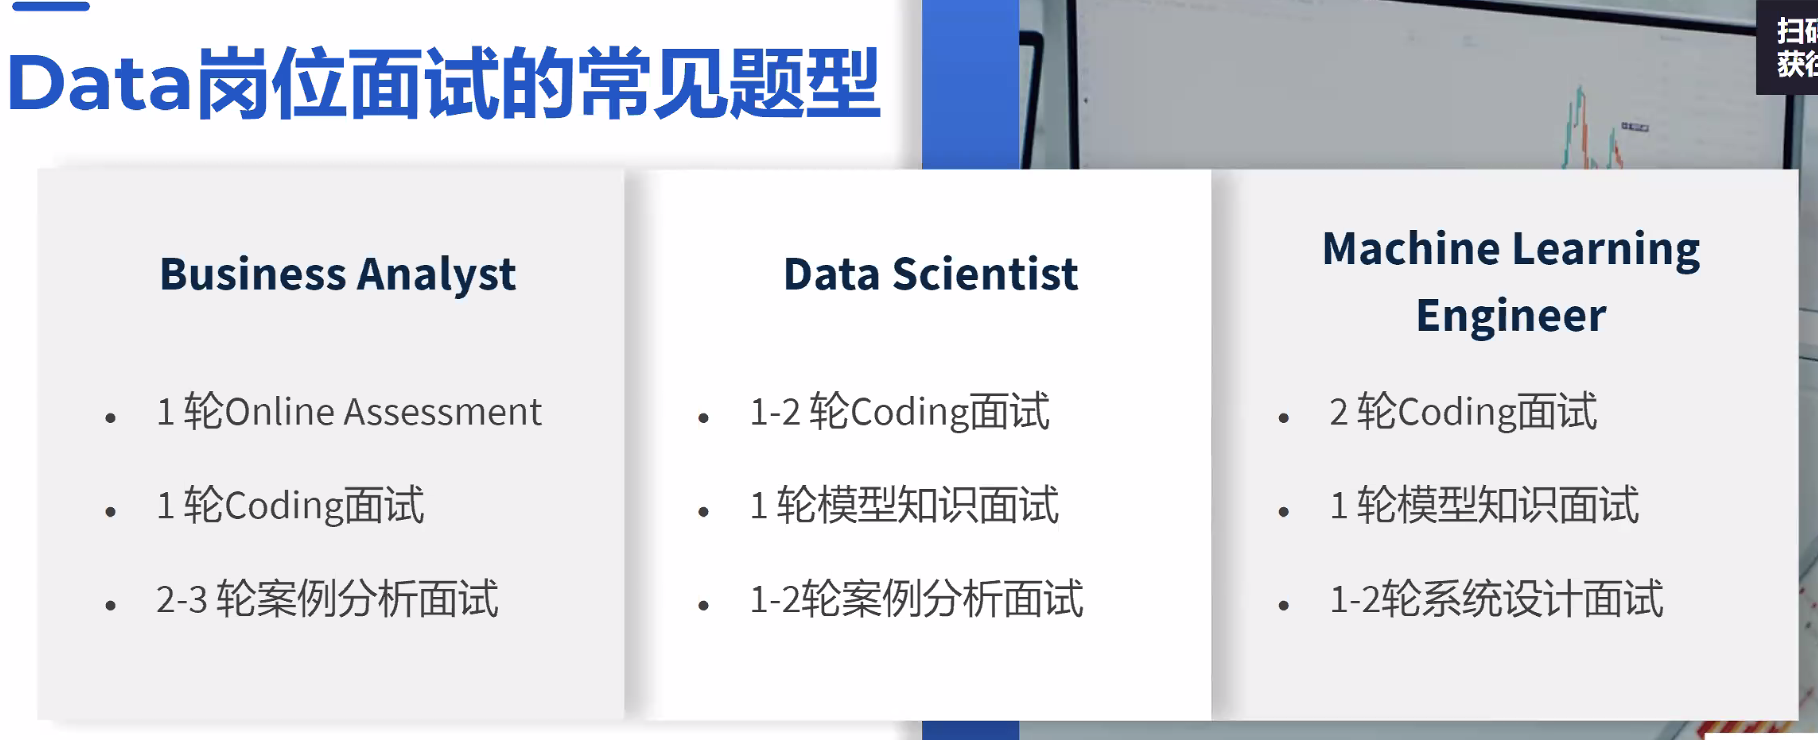 Data岗位面试的常见题型
扫码
获往
Business Analyst
1 轮Online Assessment
1 轮Coding面试
2-3 轮案例分析面试
Data Scientist
1-2 轮Coding面试
1 轮模型知识面试
1-2轮案例分析面试
Machine Learning
Engineer
2 轮Coding面试
1 轮模型知识面试
1-2轮系统设计面试